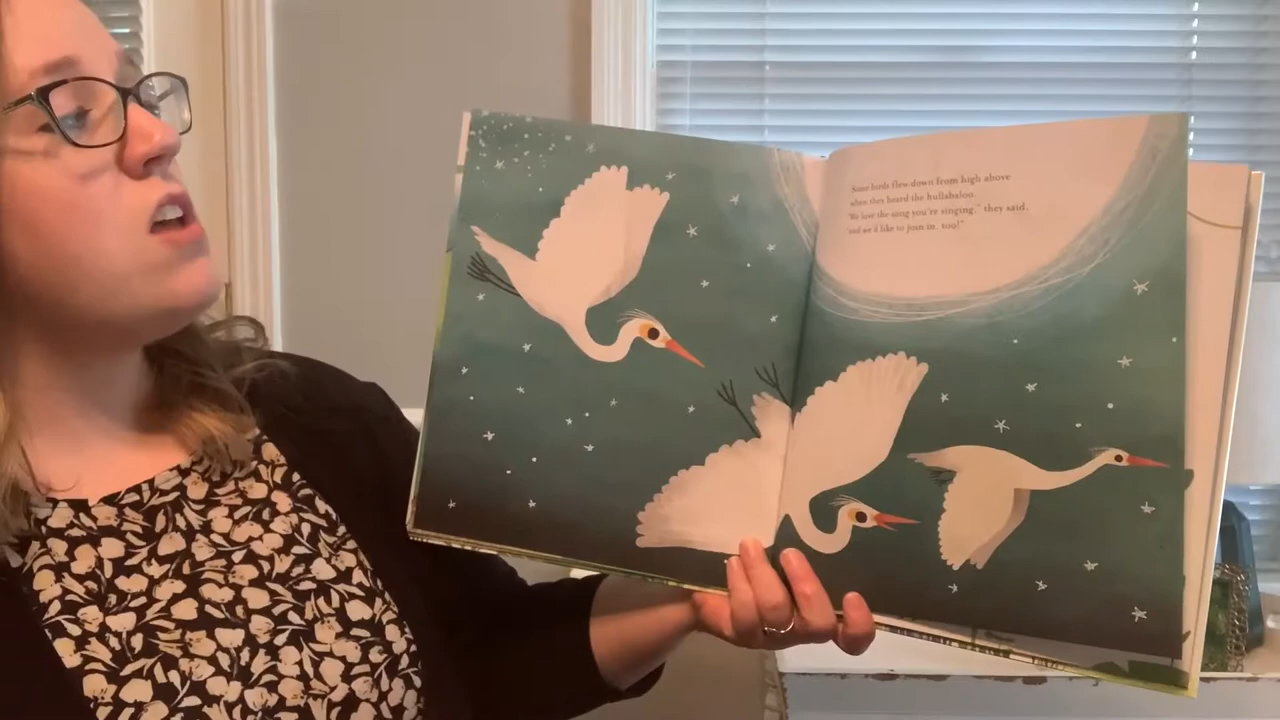 Some birds flew down from high above
when they heard the hullabaloo.
"We love the song you're singing," they said,
"and we'd like to join in, too!"